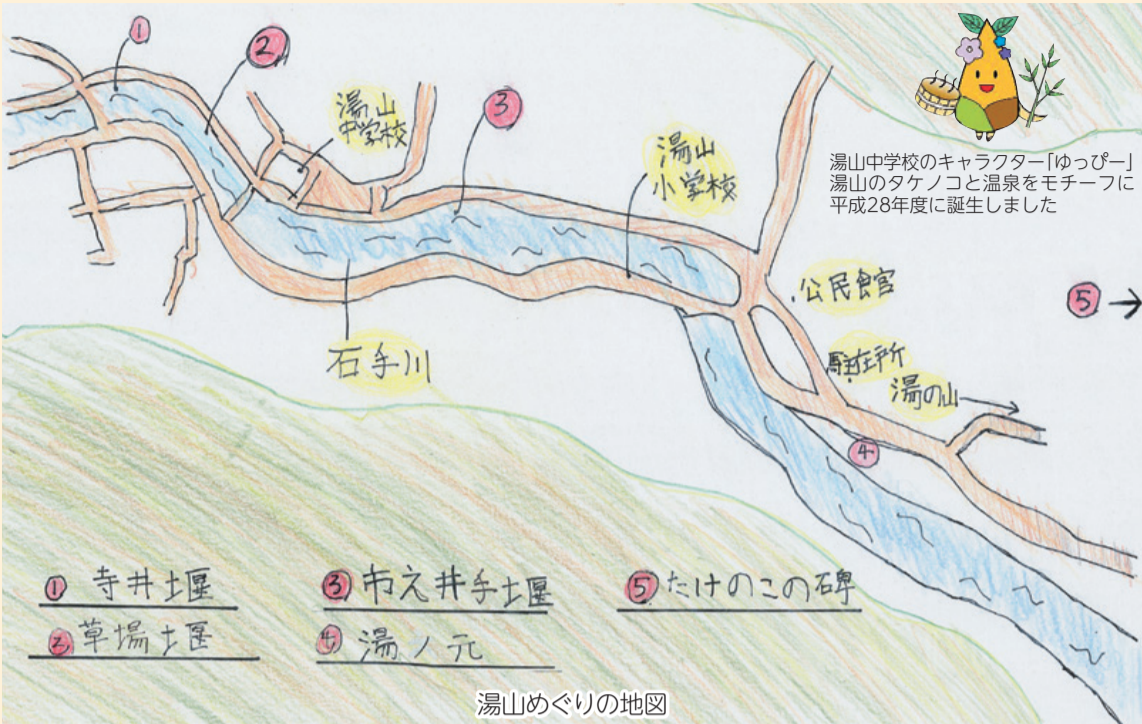 ①
②
湯山
中学校
③
湯山
小学校
湯山中学校のキャラクター「ゆっぴー」
湯山のタケノコと温泉をモチーフに
平成28年度に誕生しました
公民館
⑤
石手川
駐在所
湯の山
④
① 寺井堰
② 草場堰
③ 市之井手堰
④ 湯ノ元
⑤ たけのこの碑
湯山めぐりの地図